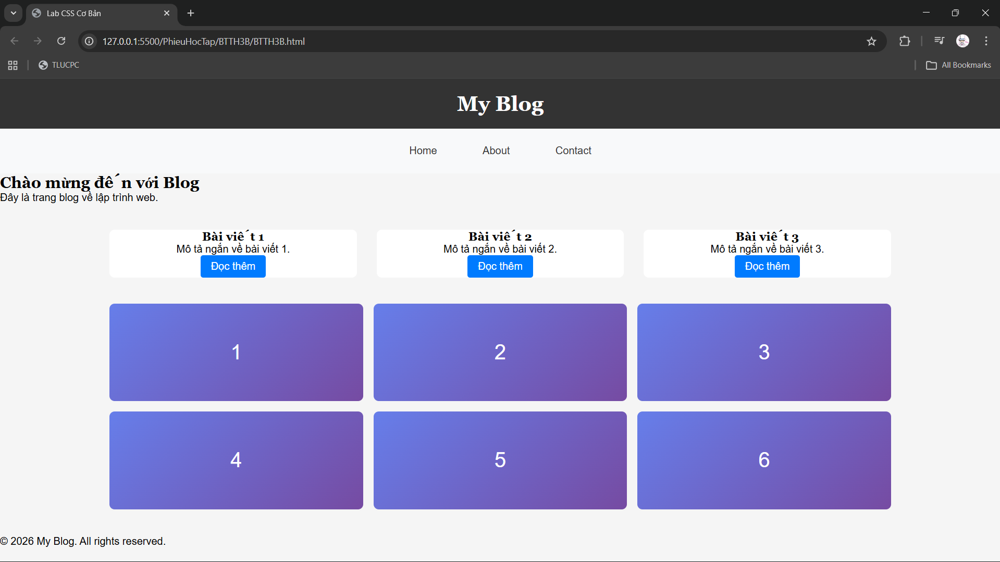 Lab CSS Cơ Bản
127.0.0.1:5500/PhieuHocTap/BTTH3B/BTTH3B.html
TLUCPC
All Bookmarks
My Blog
Home About Contact
Chào mừng đến với Blog
Đây là trang blog về lập trình web.
Bài viết 1
Mô tả ngắn về bài viết 1.
Đọc thêm
Bài viết 2
Mô tả ngắn về bài viết 2.
Đọc thêm
Bài viết 3
Mô tả ngắn về bài viết 3.
Đọc thêm
1
2
3
4
5
6
© 2026 My Blog. All rights reserved.